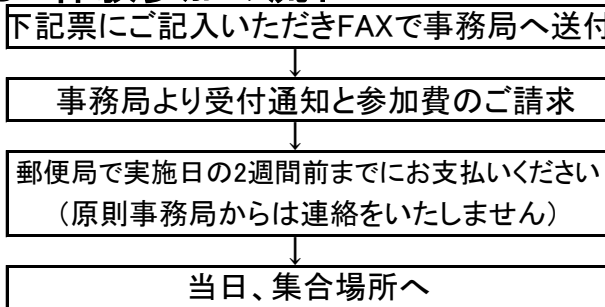 下記票にご記入いただきFAXで事務局へ送付
↓
事務局より受付通知と参加費のご請求
↓
郵便局で実施日の2週間前までにお支払いください
（原則事務局からは連絡をいたしません）
↓
当日、集合場所へ